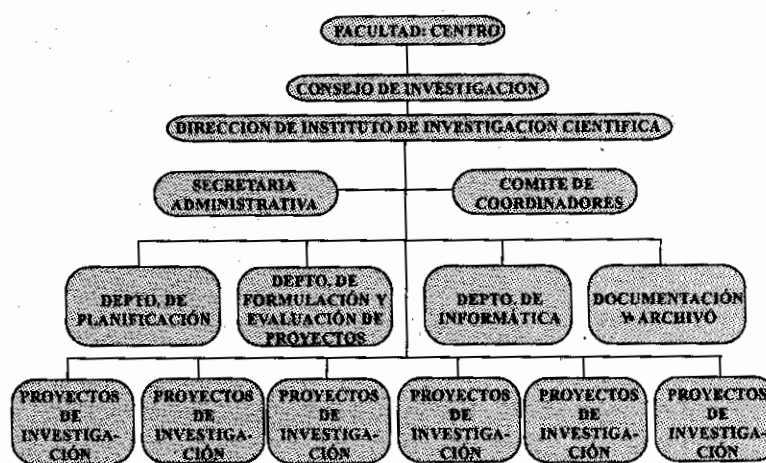 FACULTAD: CENTRO
CONSEJO DE INVESTIGACION
DIRECCION DE INSTITUTO DE INVESTIGACION CIENTIFICA
SECRETARIA
ADMINISTRATIVA
COMITE DE
COORDINADORES
DEPTO. DE
PLANIFICACIÓN
DEPTO. DE
FORMULACIÓN Y
EVALUACIÓN DE
PROYECTOS
DEPTO. DE
INFORMÁTICA
DOCUMENTACIÓN
Y ARCHIVO
PROYECTOS
DE
INVESTIGA-
CIÓN
PROYECTOS
DE
INVESTIGA-
CIÓN
PROYECTOS
DE
INVESTIGA-
CIÓN
PROYECTOS
DE
INVESTIGA-
CIÓN
PROYECTOS
DE
INVESTIGA-
CIÓN
PROYECTOS
DE
INVESTIGA-
CIÓN